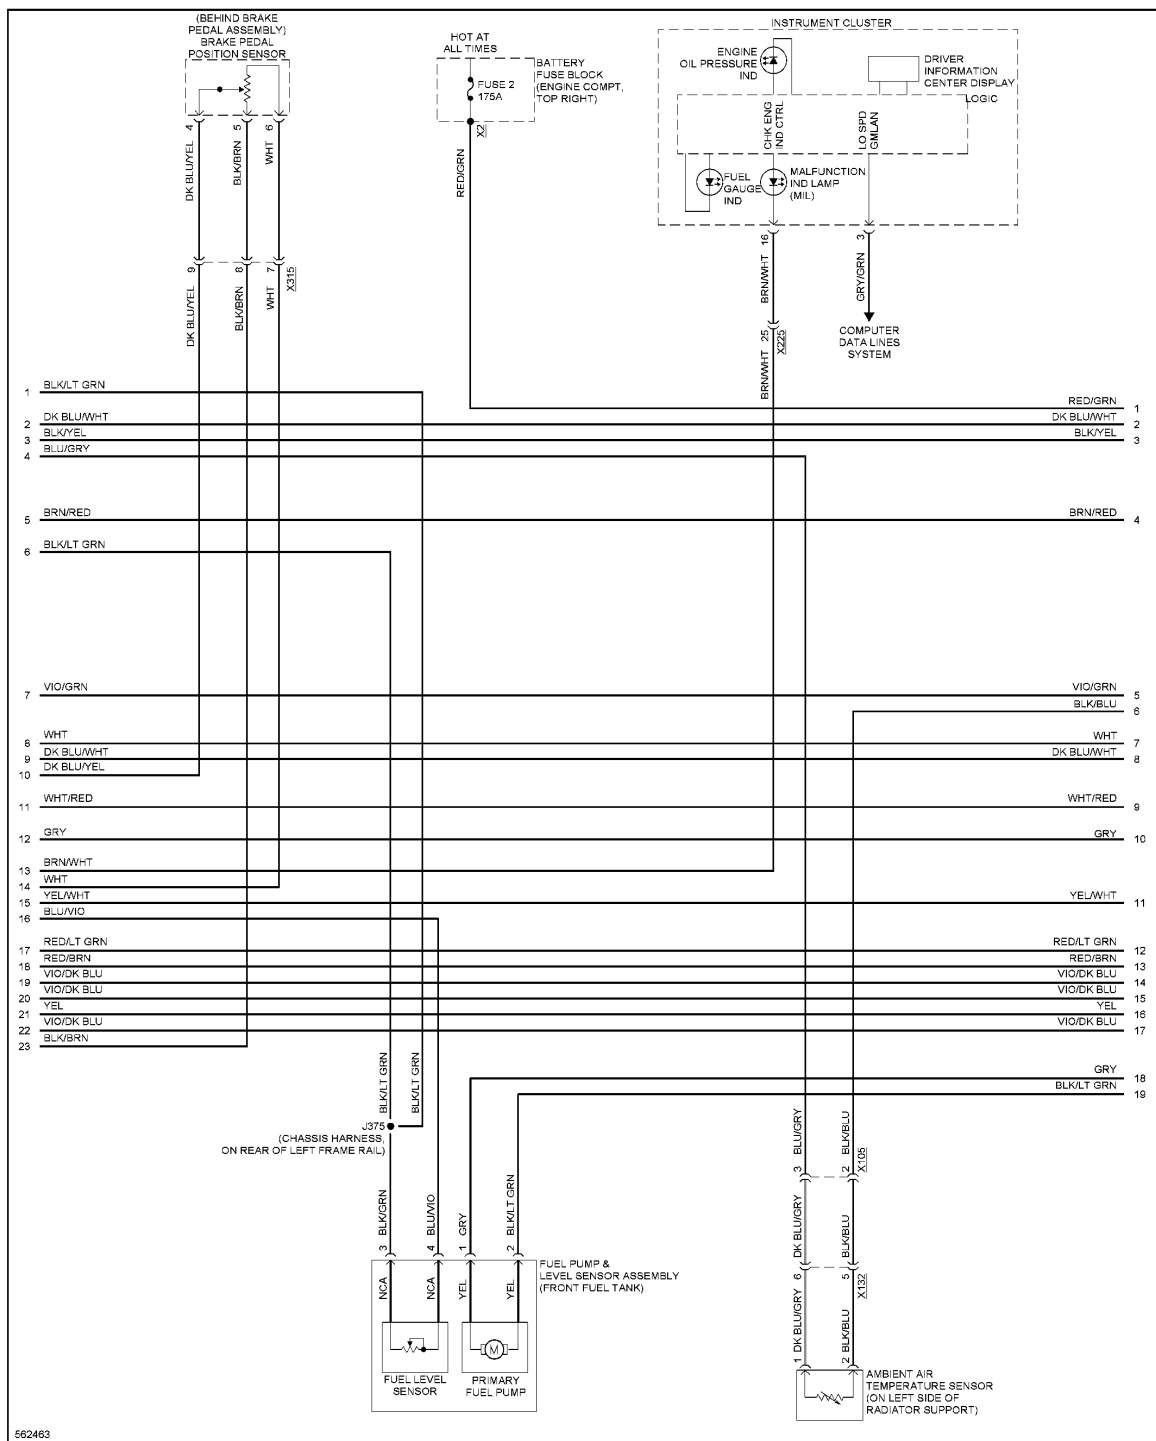 (BEHIND BRAKE
PEDAL ASSEMBLY)
BRAKE PEDAL
POSITION SENSOR
4
5
6
DK BLU/YEL
BLK/BRN
WHT
9
8
7
X315
DK BLU/YEL
BLK/BRN
WHT
HOT AT
ALL TIMES
FUSE 2
175A
BATTERY
FUSE BLOCK
(ENGINE COMPT,
TOP RIGHT)
X2
RED/GRN
INSTRUMENT CLUSTER
ENGINE
OIL PRESSURE
IND
DRIVER
INFORMATION
CENTER DISPLAY
LOGIC
CHK ENG
IND CTRL
LO SPD
GMLAN
FUEL
GAUGE
IND
MALFUNCTION
IND LAMP
(MIL)
16
3
BRN/WHT
GRY/GRN
25
X225
BRN/WHT
COMPUTER
DATA LINES
SYSTEM
1 BLK/LT GRN
2 DK BLU/WHT
3 BLK/YEL
4 BLU/GRY
5 BRN/RED
6 BLK/LT GRN
7 VIO/GRN
8 WHT
9 DK BLU/WHT
10 DK BLU/YEL
11 WHT/RED
12 GRY
13 BRN/WHT
14 WHT
15 YEL/WHT
16 BLU/VIO
17 RED/LT GRN
18 RED/BRN
19 VIO/DK BLU
20 VIO/DK BLU
21 YEL
22 VIO/DK BLU
23 BLK/BRN
RED/GRN 1
DK BLU/WHT 2
BLK/YEL 3
BRN/RED 4
VIO/GRN 5
BLK/BLU 6
WHT 7
DK BLU/WHT 8
WHT/RED 9
GRY 10
YEL/WHT 11
RED/LT GRN 12
RED/BRN 13
VIO/DK BLU 14
VIO/DK BLU 15
YEL 16
VIO/DK BLU 17
GRY 18
BLK/LT GRN 19
BLK/LT GRN
BLK/LT GRN
J375
(CHASSIS HARNESS,
ON REAR OF LEFT FRAME RAIL)
3 BLK/GRN
4 BLU/VIO
1 GRY
2 BLK/LT GRN
NCA
NCA
YEL
YEL
FUEL PUMP &
LEVEL SENSOR ASSEMBLY
(FRONT FUEL TANK)
M
FUEL LEVEL
SENSOR
PRIMARY
FUEL PUMP
3 BLU/GRY
2 BLK/BLU
X105
DK BLU/GRY
BLK/BLU
6
5
X132
1 DK BLU/GRY
2 BLK/BLU
AMBIENT AIR
TEMPERATURE SENSOR
(ON LEFT SIDE OF
RADIATOR SUPPORT)
562463